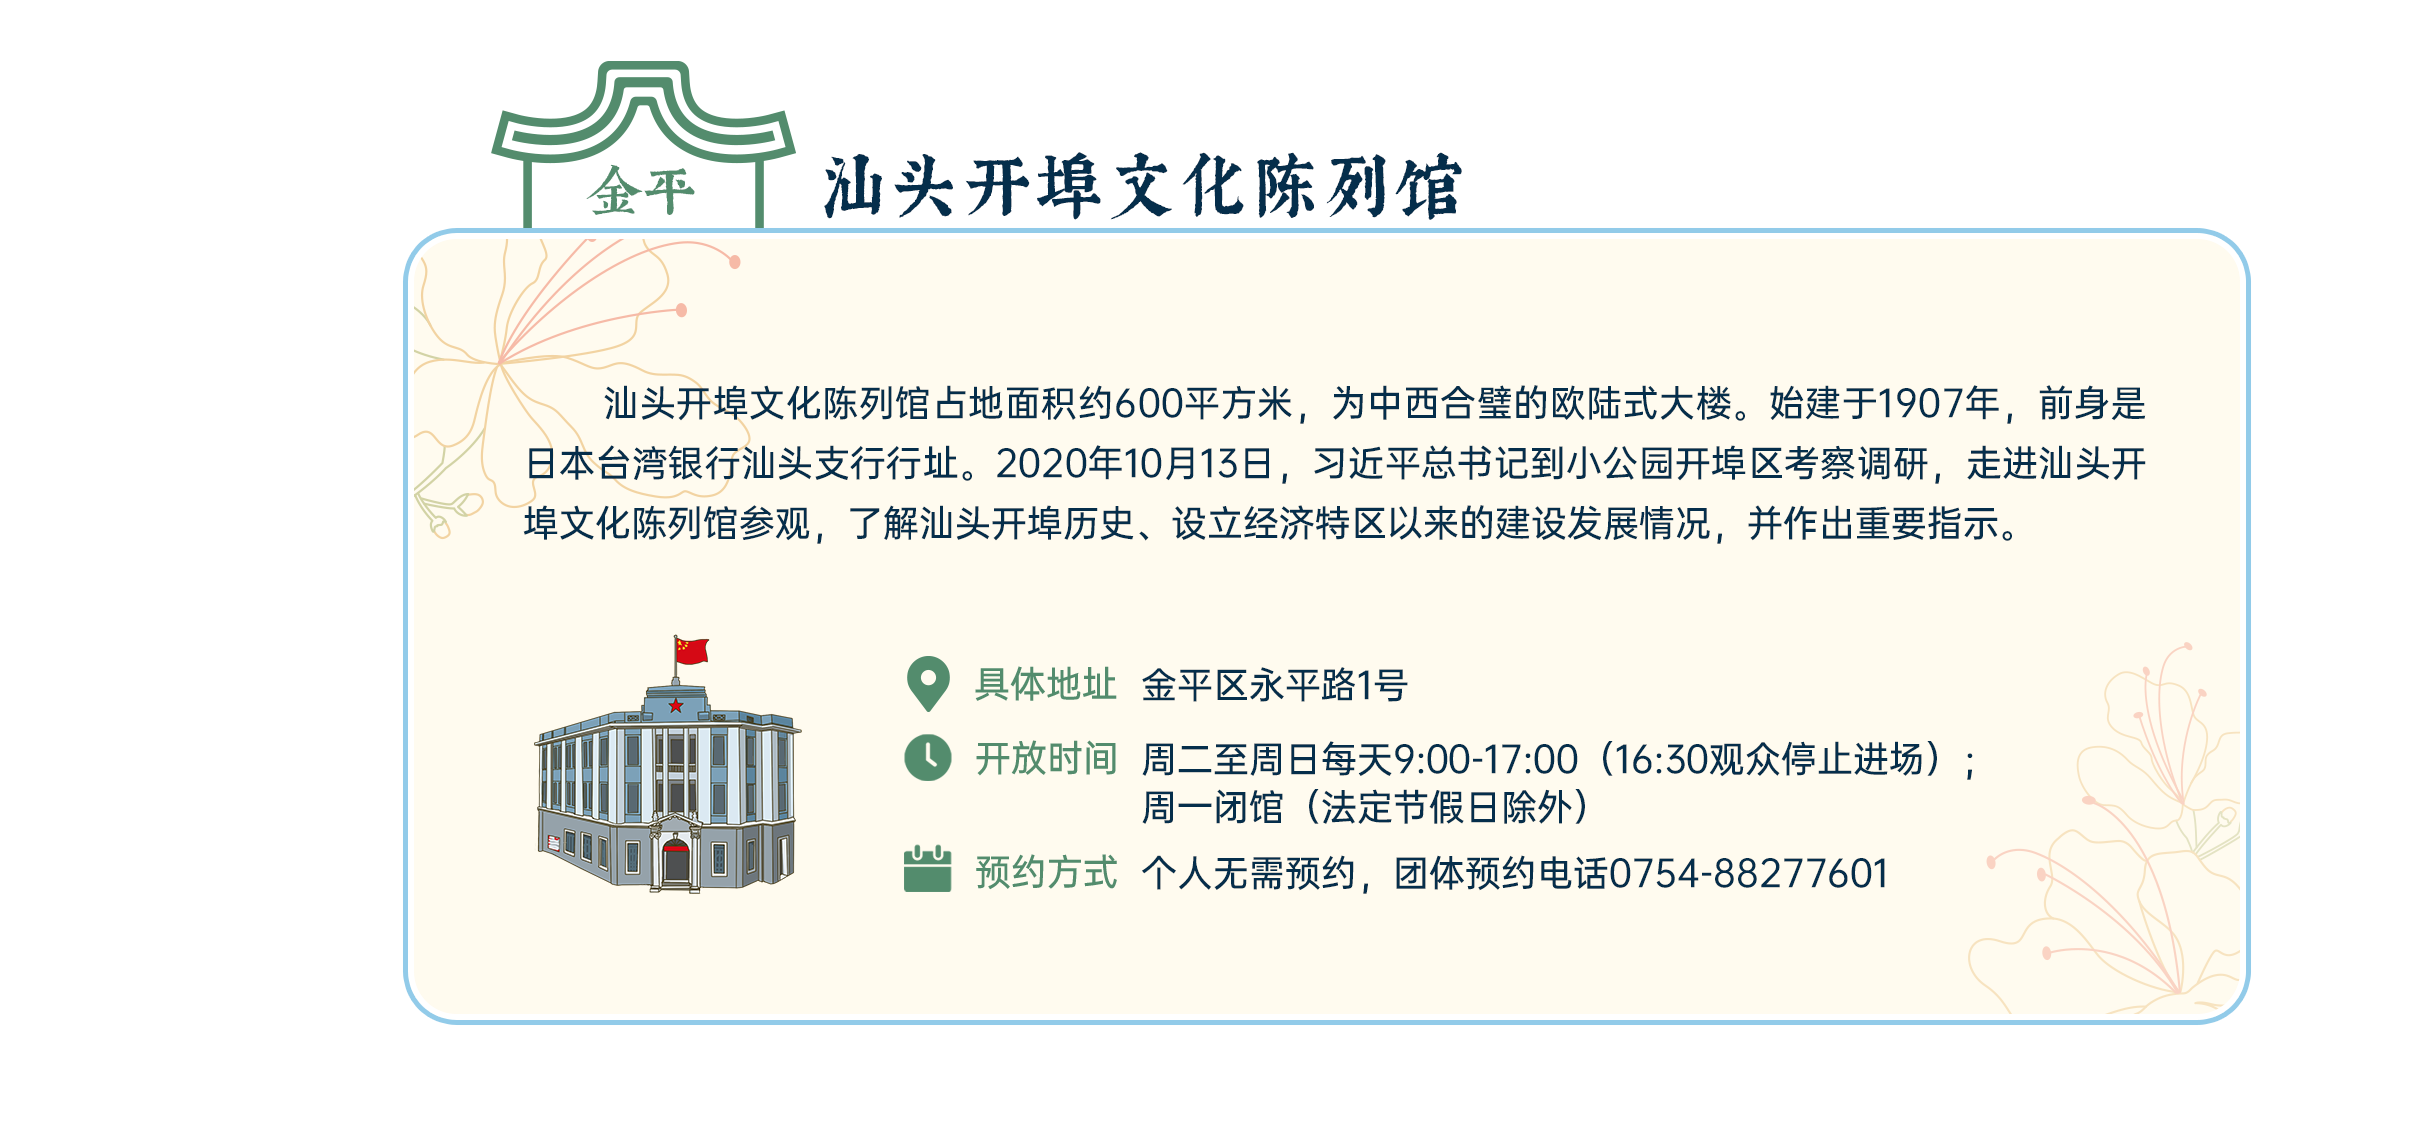 金平
汕头开埠文化陈列馆
汕头开埠文化陈列馆占地面积约600平方米，为中西合璧的欧陆式大楼。始建于1907年，前身是
日本台湾银行汕头支行行址。2020年10月13日，习近平总书记到小公园开埠区考察调研，走进汕头开
埠文化陈列馆参观，了解汕头开埠历史、设立经济特区以来的建设发展情况，并作出重要指示。
具体地址 金平区永平路1号
开放时间 周二至周日每天9:00-17:00（16:30观众停止进场）；
周一闭馆（法定节假日除外）
预约方式 个人无需预约，团体预约电话0754-88277601